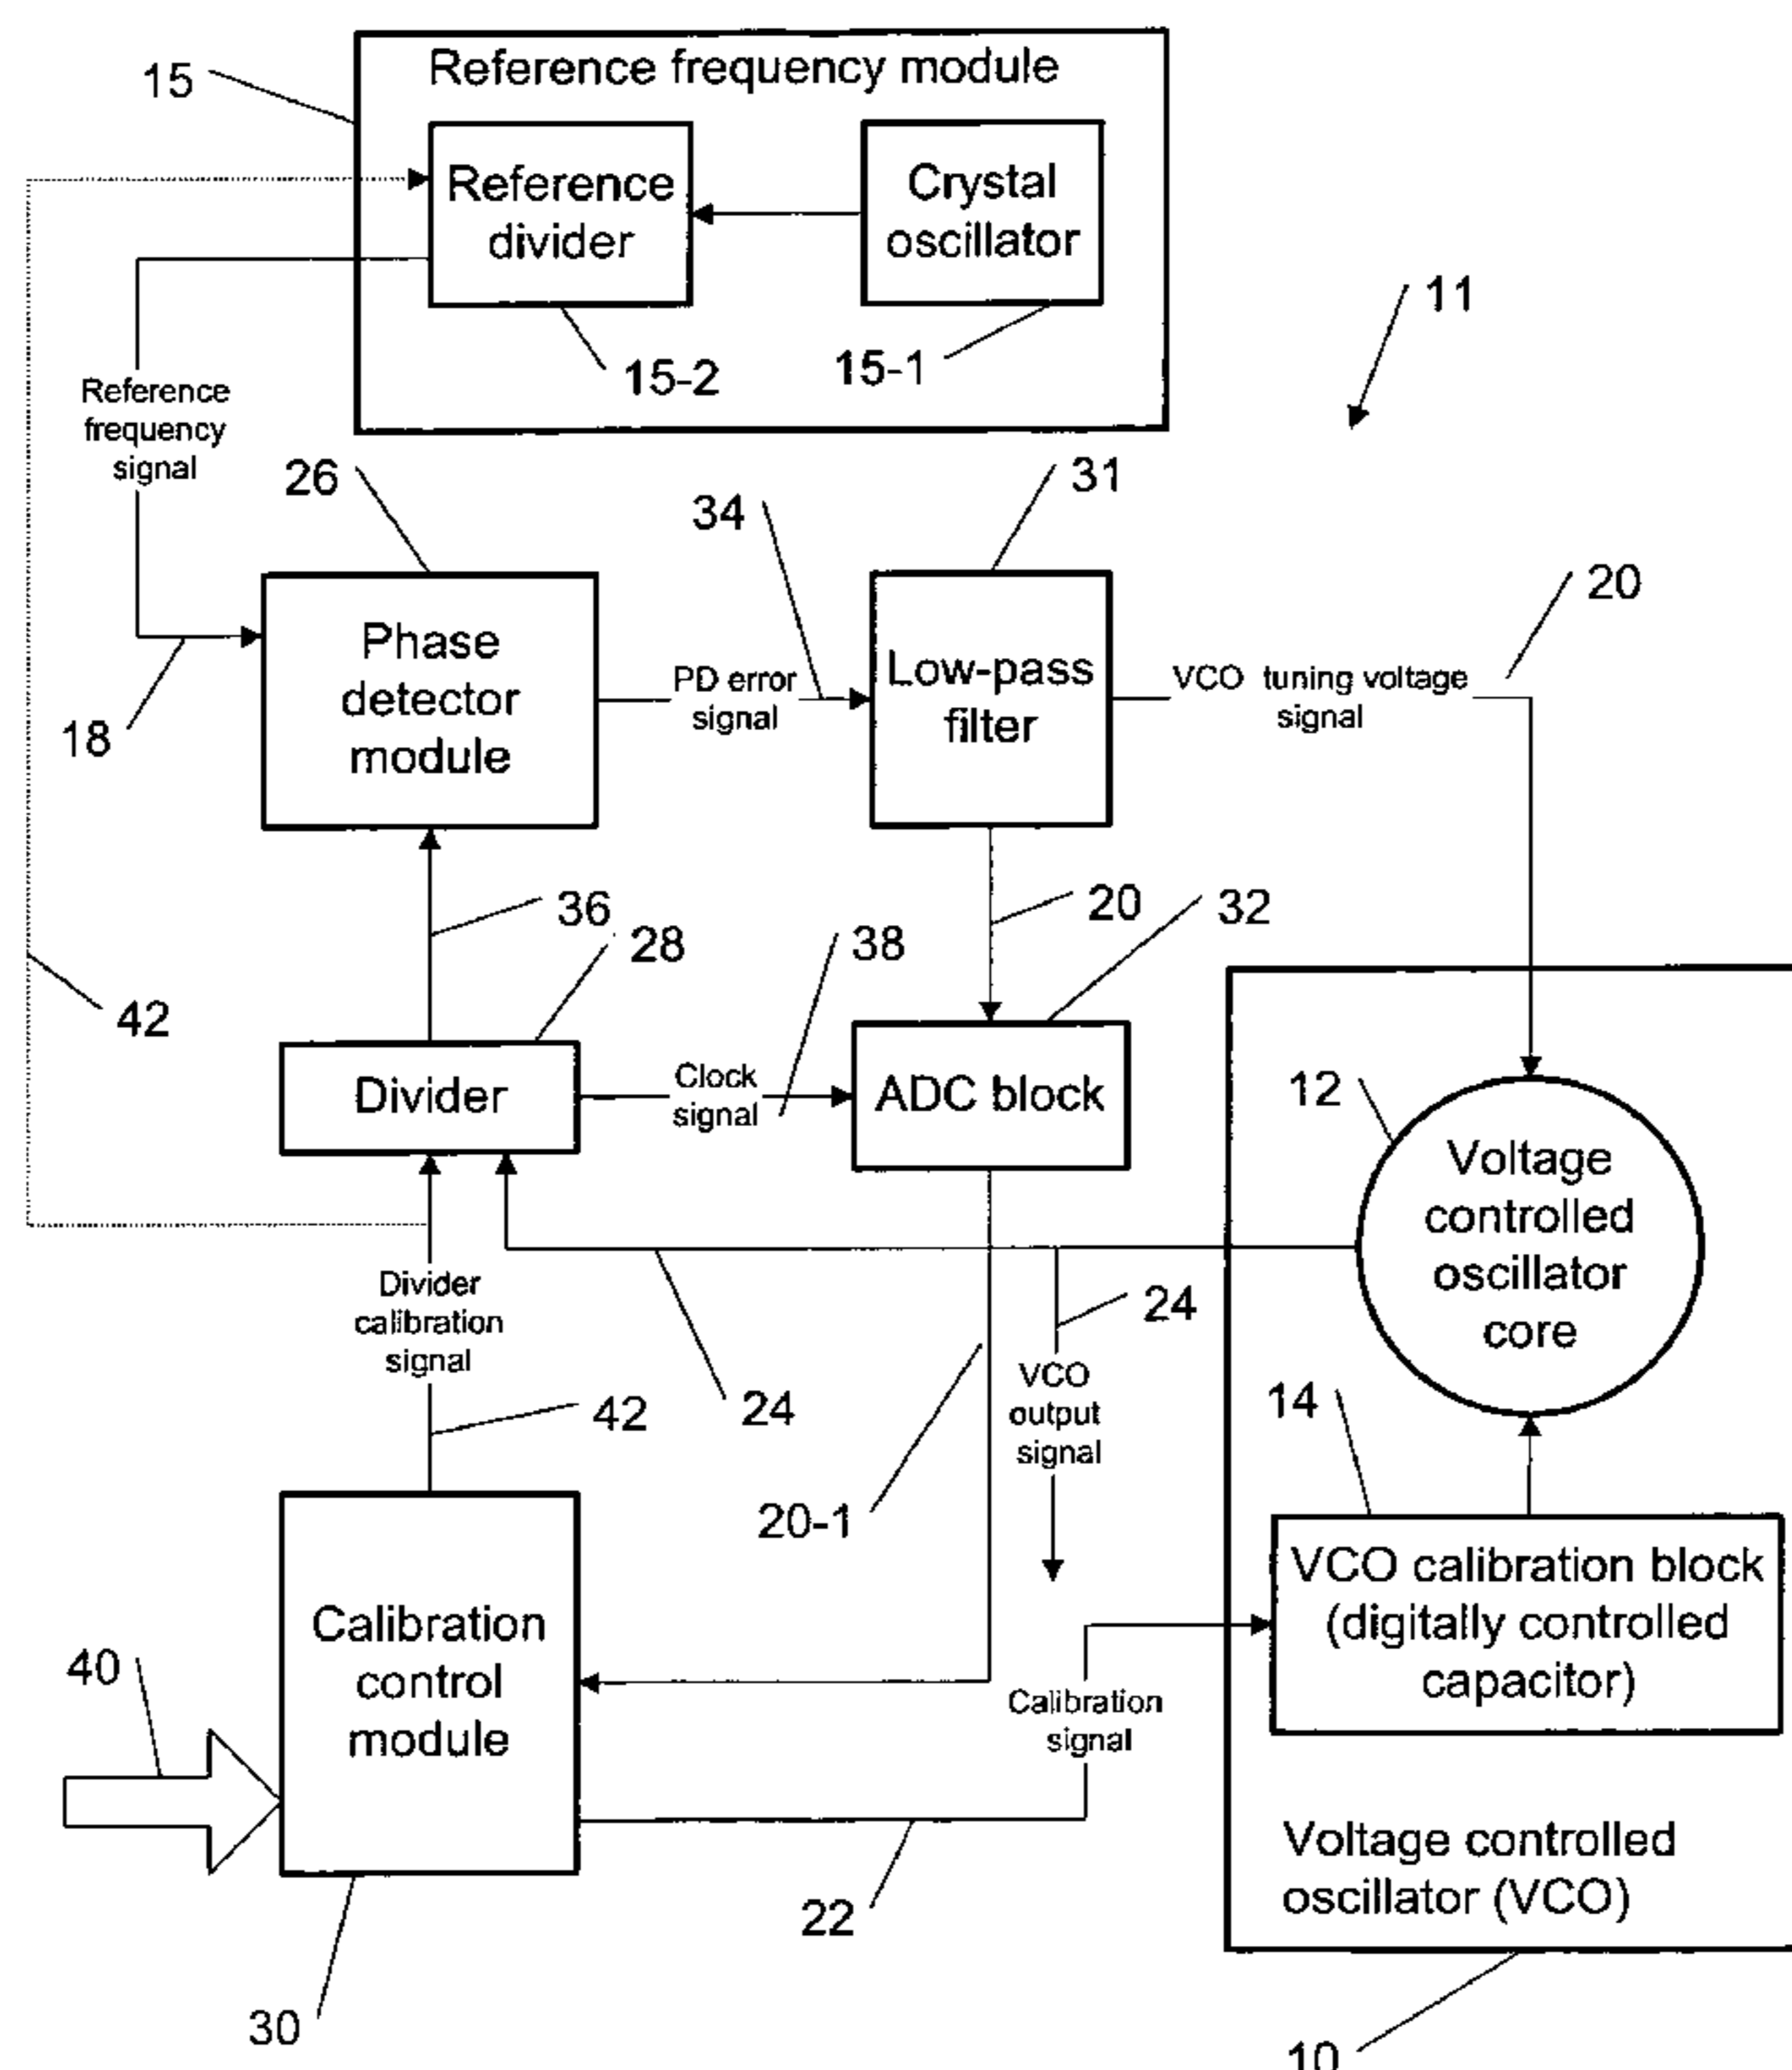 Reference frequency module
15
Reference
divider
Crystal
oscillator
15-2
15-1
11
Reference
frequency
signal
26
34
31
20
18
Phase
detector
module
PD error
signal
Low-pass
filter
VCO tuning voltage
signal
36
28
38
20
32
42
Divider
Clock
signal
ADC block
12
Voltage
controlled
oscillator
core
Divider
calibration
signal
24
24
VCO
output
signal
42
20-1
14
VCO calibration block
(digitally controlled
capacitor)
Calibration
control
module
40
Calibration
signal
22
Voltage controlled
oscillator (VCO)
30
10